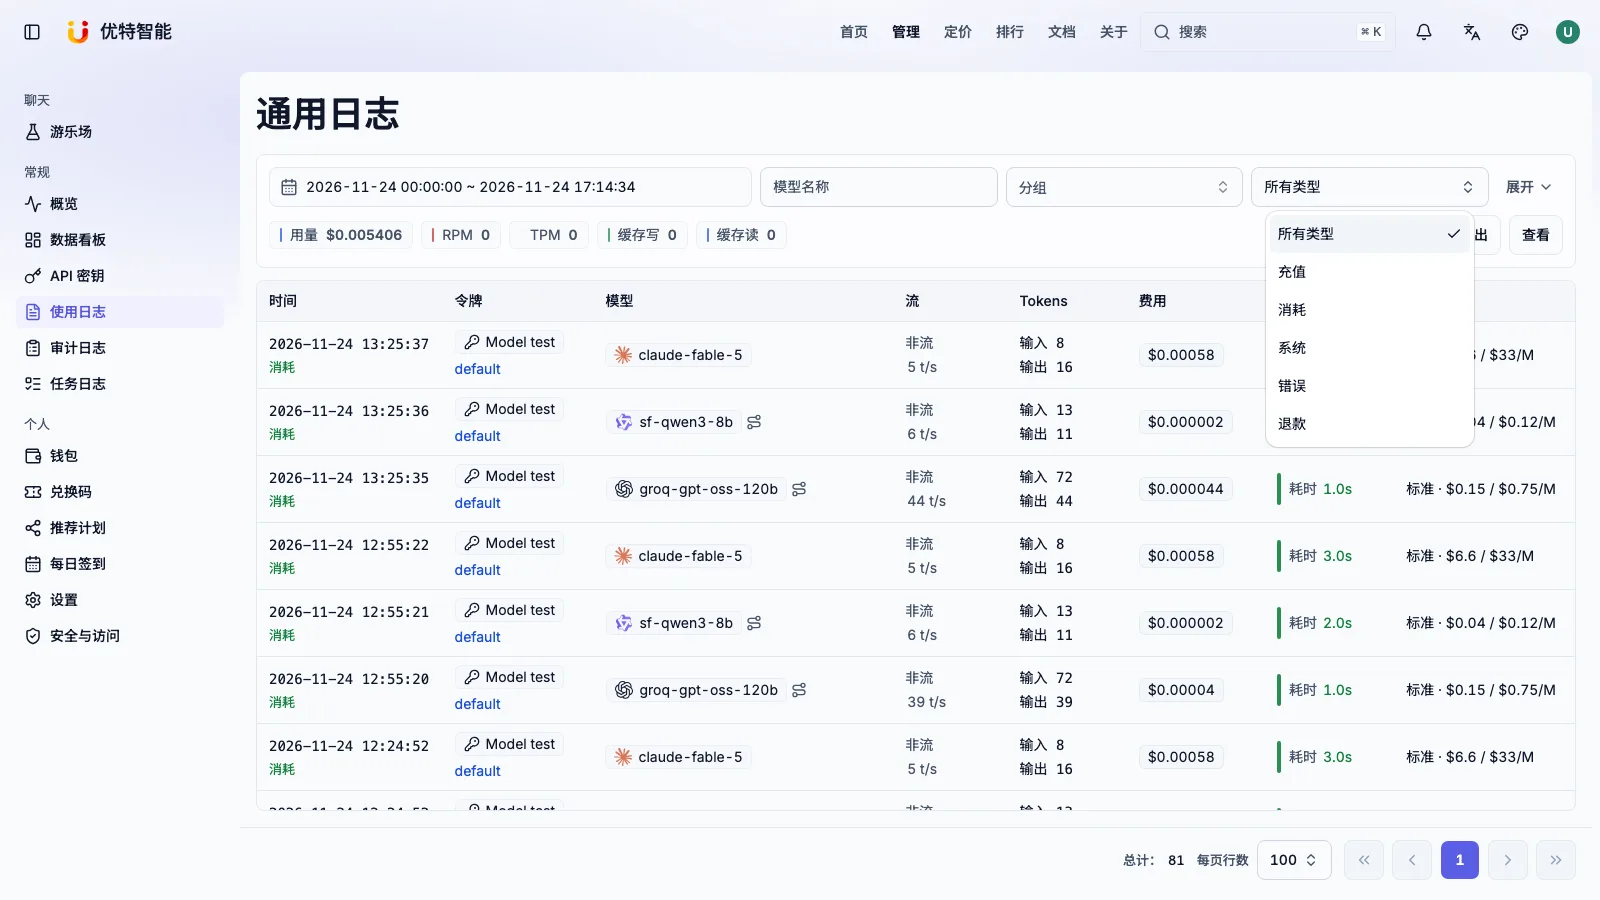 优特智能
首页 管理 定价 排行 文档 关于 搜索 ⌘ K U
聊天
游乐场
常规
概览
数据看板
API 密钥
使用日志
审计日志
任务日志
个人
钱包
兑换码
推荐计划
每日签到
设置
安全与访问
通用日志
2026-11-24 00:00:00 ~ 2026-11-24 17:14:34 模型名称 分组 所有类型 展开
用量 $0.005406 RPM 0 TPM 0 缓存写 0 缓存读 0 出 查看
所有类型
充值
消耗
系统
错误
退款
时间 令牌 模型 流 Tokens 费用
2026-11-24 13:25:37 消耗 Model test default claude-fable-5 非流 5 t/s 输入 8 输出 16 $0.00058 / $33/M
2026-11-24 13:25:36 消耗 Model test default sf-qwen3-8b 非流 6 t/s 输入 13 输出 11 $0.000002 4 / $0.12/M
2026-11-24 13:25:35 消耗 Model test default groq-gpt-oss-120b 非流 44 t/s 输入 72 输出 44 $0.000044 耗时 1.0s 标准 · $0.15 / $0.75/M
2026-11-24 12:55:22 消耗 Model test default claude-fable-5 非流 5 t/s 输入 8 输出 16 $0.00058 耗时 3.0s 标准 · $6.6 / $33/M
2026-11-24 12:55:21 消耗 Model test default sf-qwen3-8b 非流 6 t/s 输入 13 输出 11 $0.000002 耗时 2.0s 标准 · $0.04 / $0.12/M
2026-11-24 12:55:20 消耗 Model test default groq-gpt-oss-120b 非流 39 t/s 输入 72 输出 39 $0.00004 耗时 1.0s 标准 · $0.15 / $0.75/M
2026-11-24 12:24:52 消耗 Model test default claude-fable-5 非流 5 t/s 输入 8 输出 16 $0.00058 耗时 3.0s 标准 · $6.6 / $33/M
总计： 81 每页行数 100 1